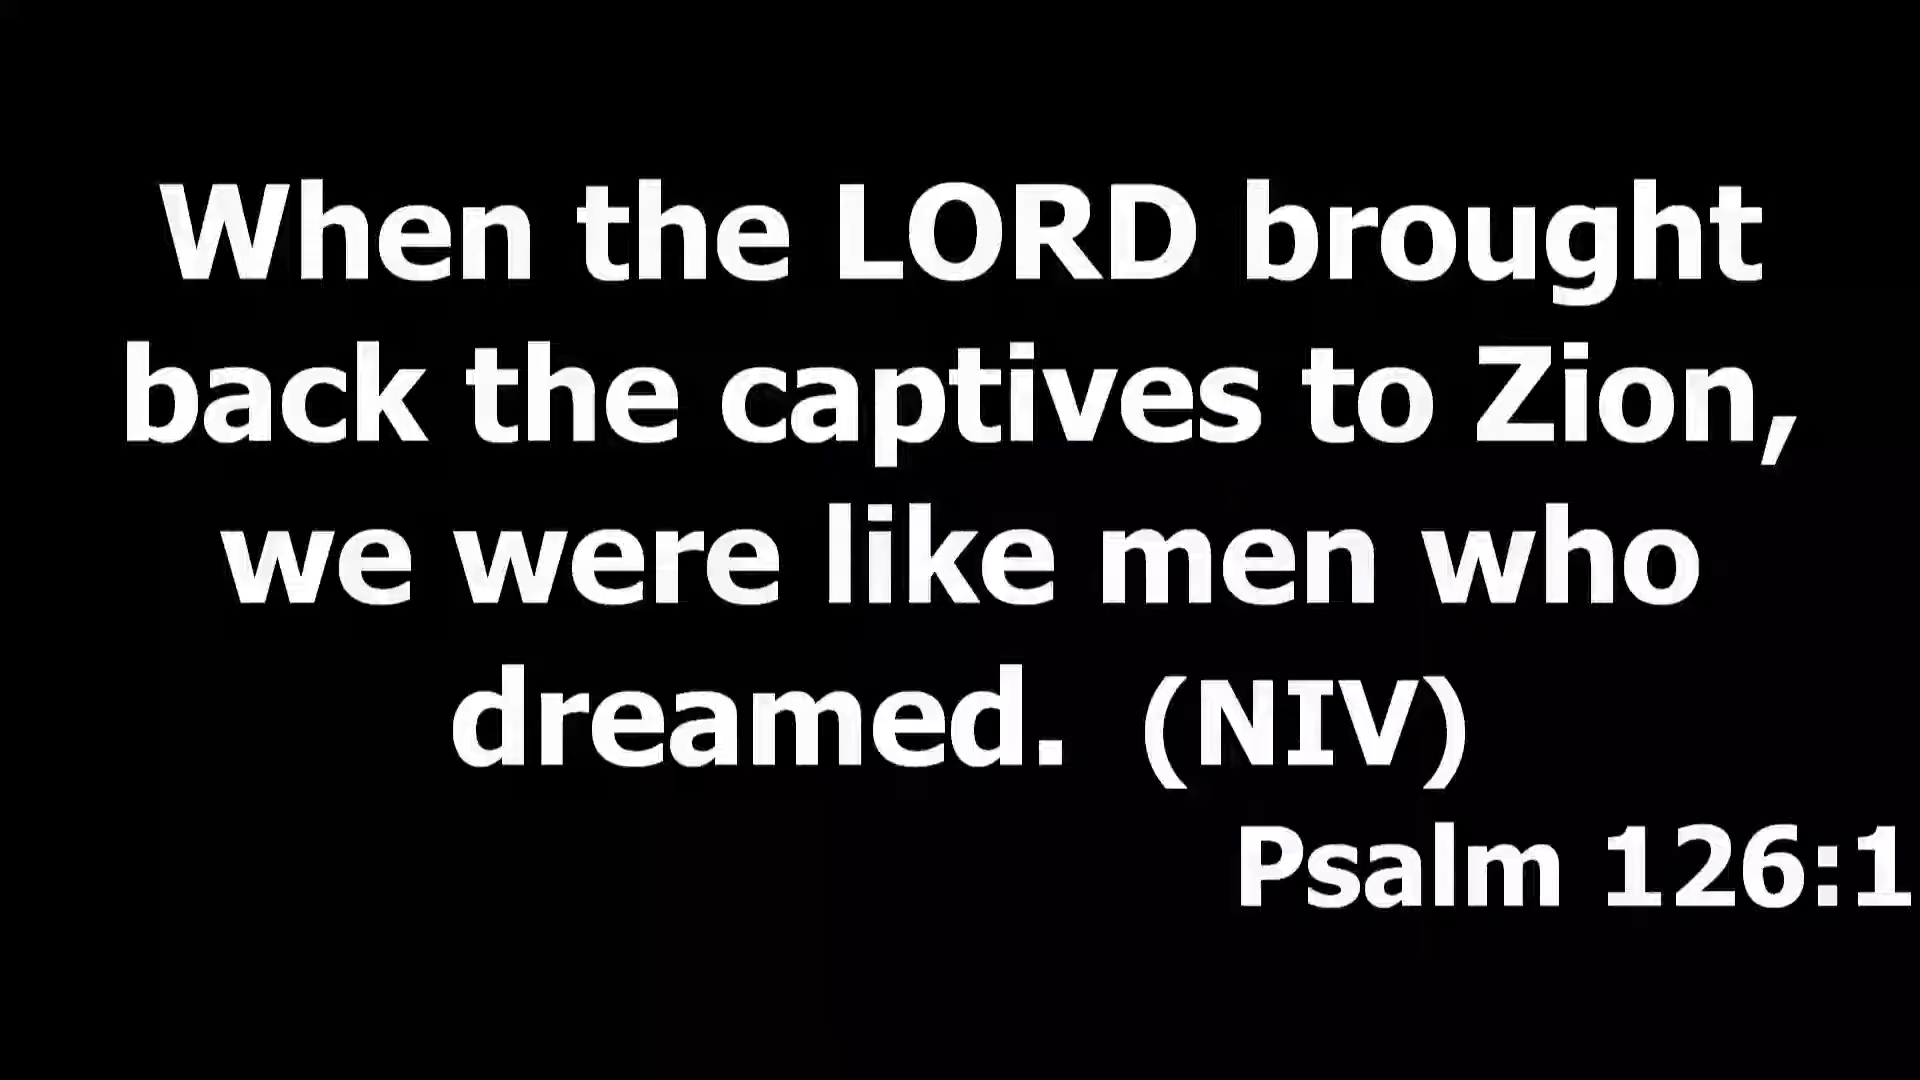 When the LORD brought
back the captives to Zion,
we were like men who
dreamed.  (NIV)
Psalm 126:1